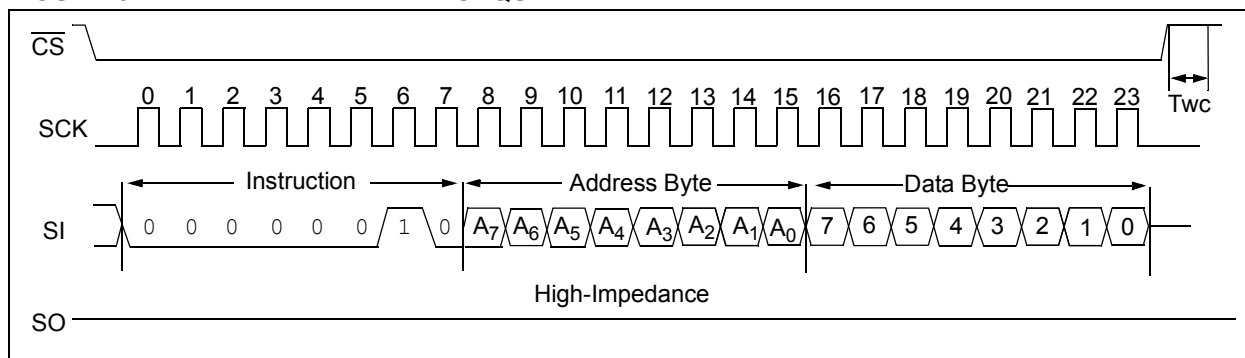 CS
0 1 2 3 4 5 6 7 8 9 10 11 12 13 14 15 16 17 18 19 20 21 22 23
Twc
SCK
Instruction Address Byte Data Byte
SI 0 0 0 0 0 0 1 0 A7 A6 A5 A4 A3 A2 A1 A0 7 6 5 4 3 2 1 0
High-Impedance
SO